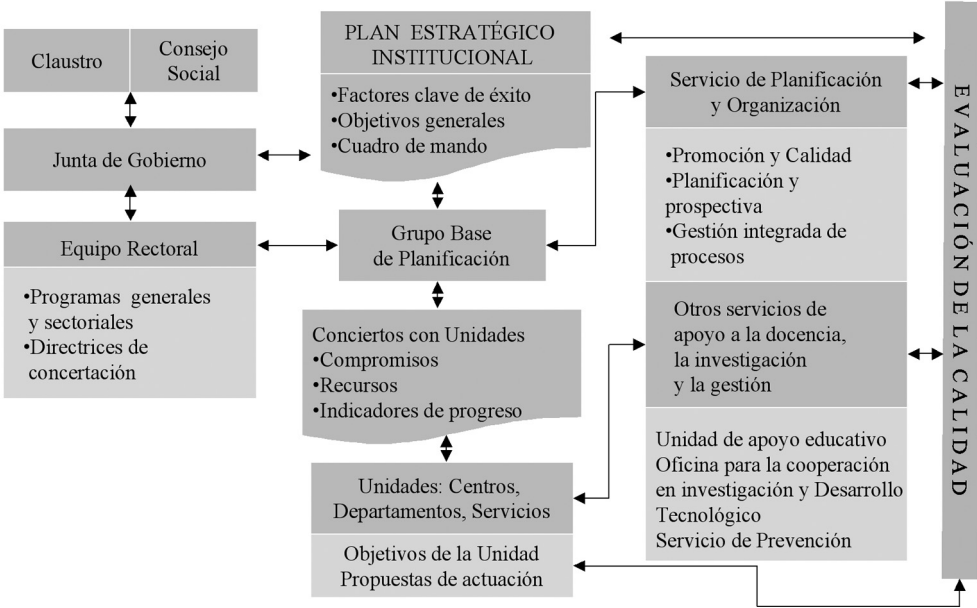 Claustro
Consejo
Social
Junta de Gobierno
Equipo Rectoral
•Programas generales
y sectoriales
•Directrices de
concertación
PLAN ESTRATÉGICO
INSTITUCIONAL
•Factores clave de éxito
•Objetivos generales
•Cuadro de mando
Grupo Base
de Planificación
Conciertos con Unidades
•Compromisos
•Recursos
•Indicadores de progreso
Unidades: Centros,
Departamentos, Servicios
Objetivos de la Unidad
Propuestas de actuación
Servicio de Planificación
y Organización
•Promoción y Calidad
•Planificación y
prospectiva
•Gestión integrada de
procesos
Otros servicios de
apoyo a la docencia,
la investigación
y la gestión
Unidad de apoyo educativo
Oficina para la cooperación
en investigación y Desarrollo
Tecnológico
Servicio de Prevención
EVALUACIÓN DE LA CALIDAD